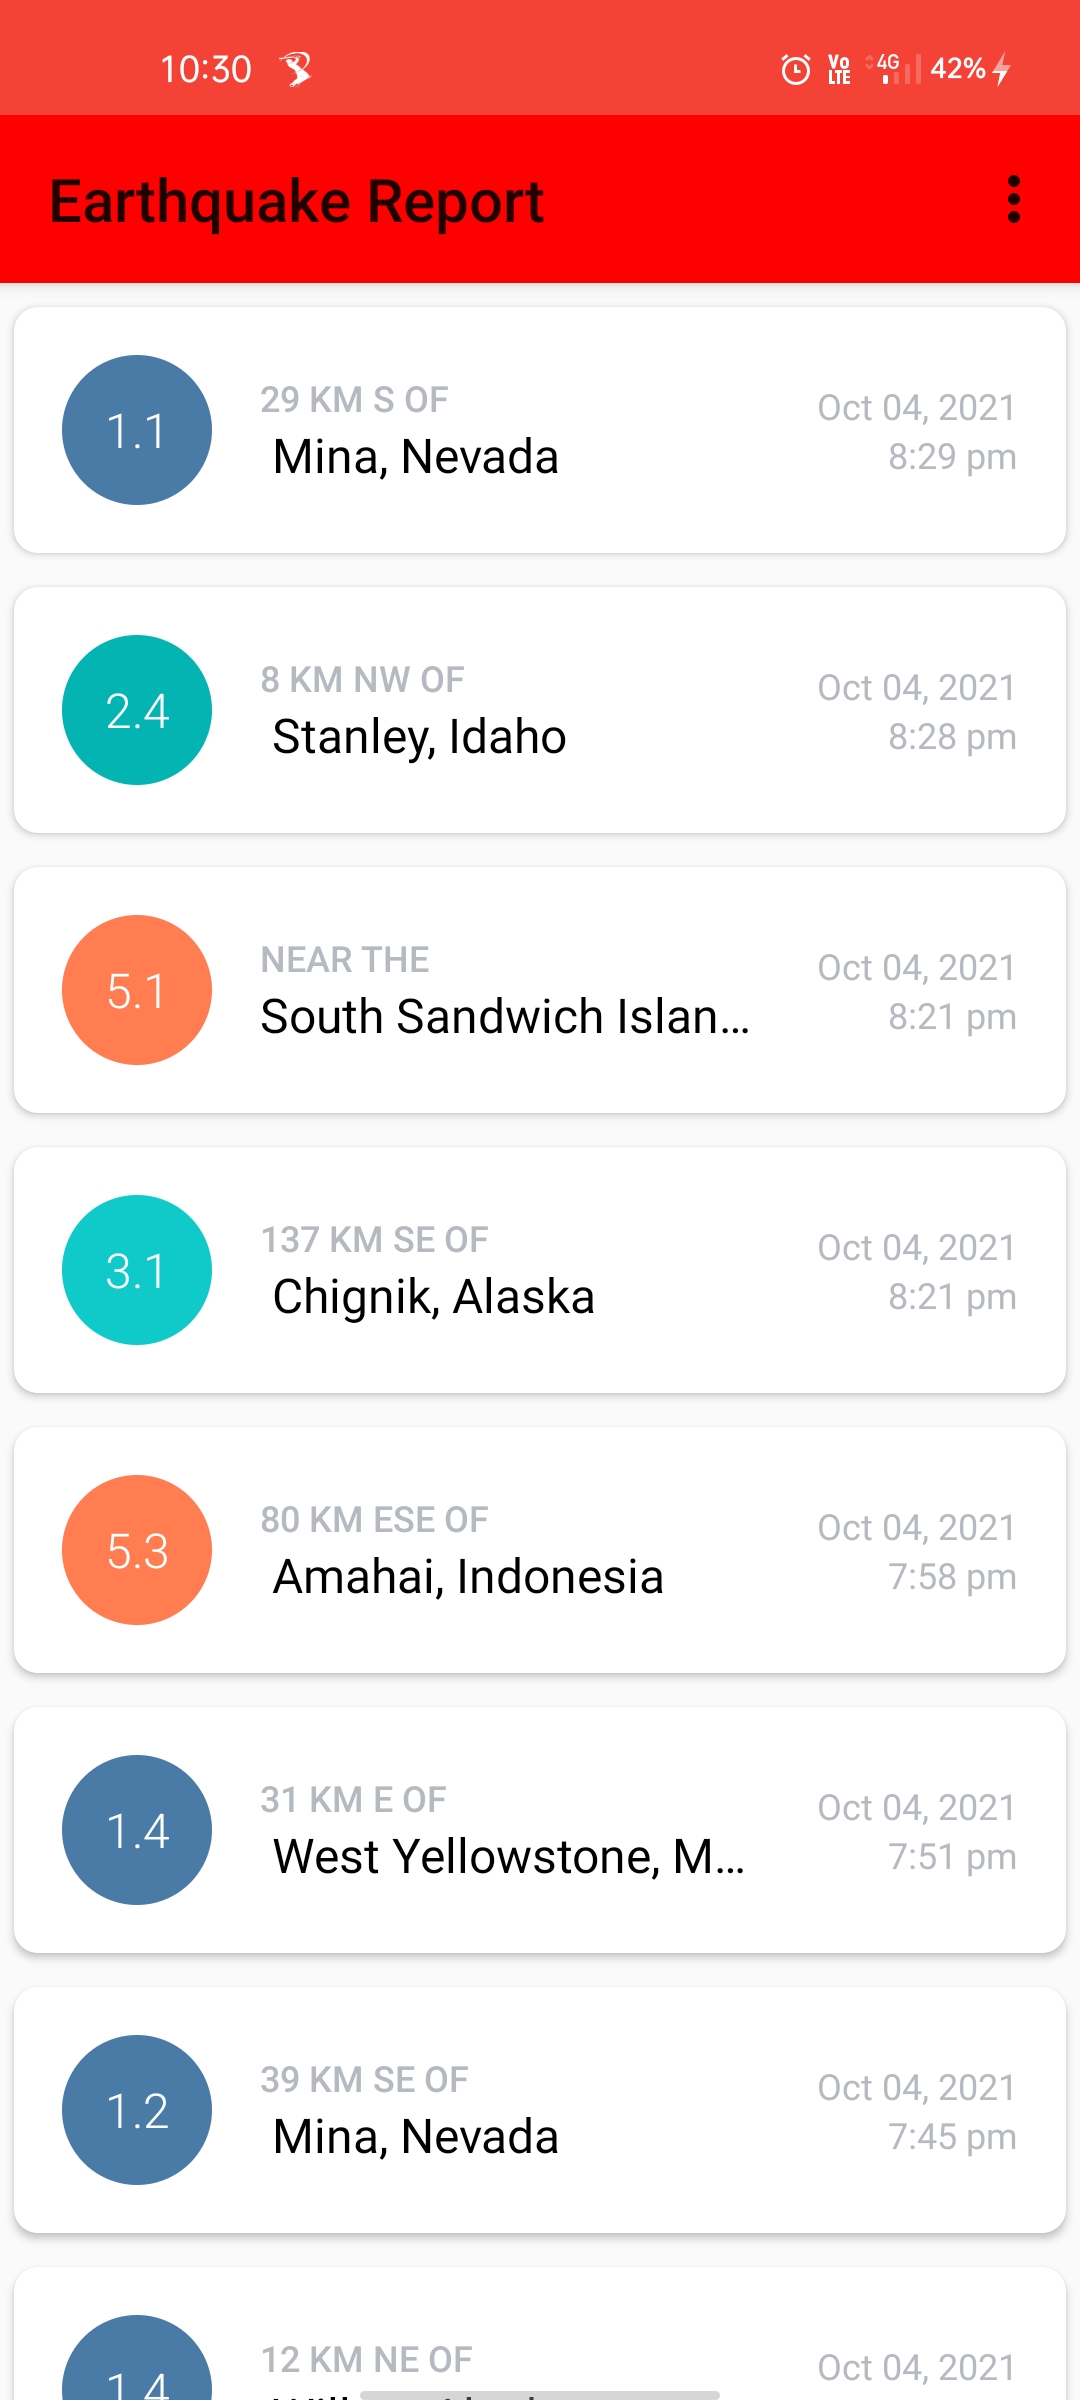 10:30 Vo LTE 4G 42%
Earthquake Report
1.1
29 KM S OF
Mina, Nevada
Oct 04, 2021
8:29 pm
2.4
8 KM NW OF
Stanley, Idaho
Oct 04, 2021
8:28 pm
5.1
NEAR THE
South Sandwich Islan...
Oct 04, 2021
8:21 pm
3.1
137 KM SE OF
Chignik, Alaska
Oct 04, 2021
8:21 pm
5.3
80 KM ESE OF
Amahai, Indonesia
Oct 04, 2021
7:58 pm
1.4
31 KM E OF
West Yellowstone, M...
Oct 04, 2021
7:51 pm
1.2
39 KM SE OF
Mina, Nevada
Oct 04, 2021
7:45 pm
1.4
12 KM NE OF
Oct 04, 2021